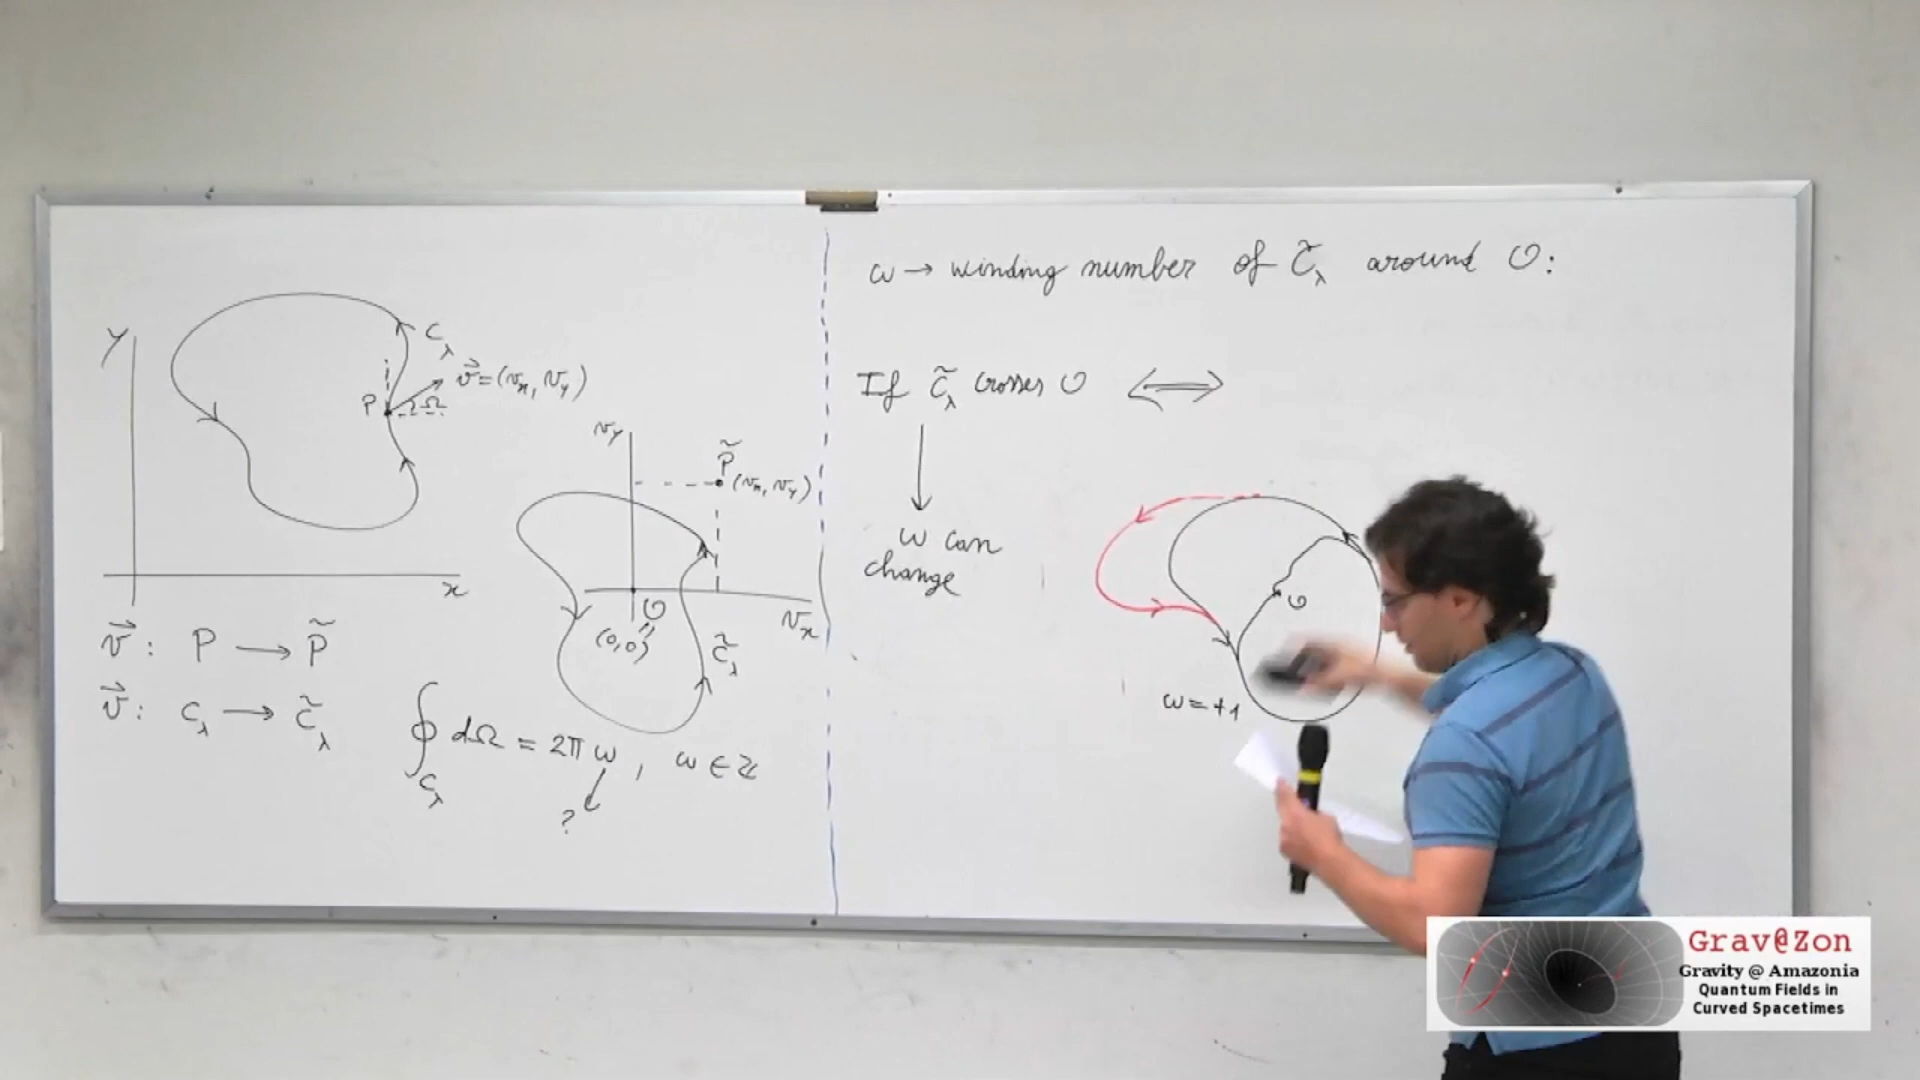 y
C_λ
v⃗=(v_x, v_y)
P Ω
x
v_y
P̃
(v_x, v_y)
O
(0,0)
v_x
C̃_λ
v⃗: P → P̃
v⃗: C_λ → C̃_λ
∮_{C_λ} dΩ = 2π ω, ω ∈ ℤ
?
ω → winding number of C̃_λ around O:
If C̃_λ crosses O ⟺
ω can
change
O
ω=+1
Grav@Zon
Gravity @ Amazonia
Quantum Fields in
Curved Spacetimes